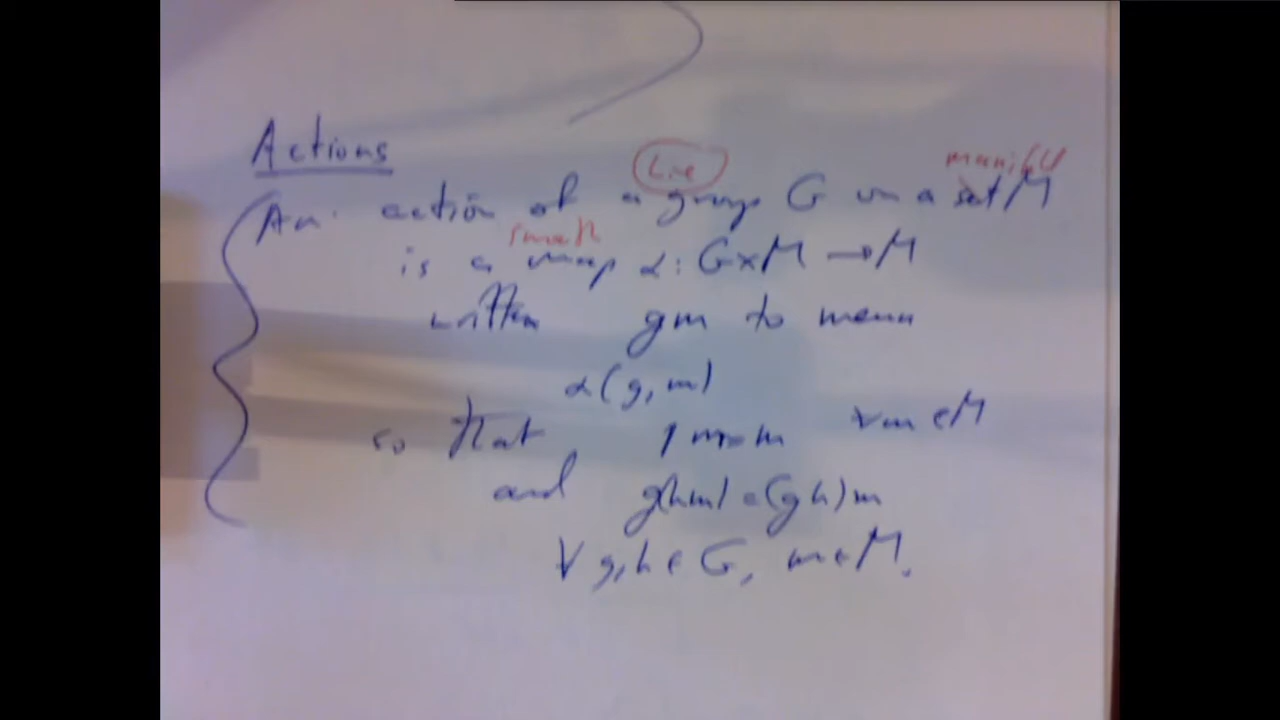 Actions
Lie
manifold
An action of a group G on a set M
smooth
is a map α: G×M → M
written gm to mean
α(g,m)
so that 1m=m ∀m∈M
and g(hm)=(gh)m
∀ g,h ∈ G, m∈M.